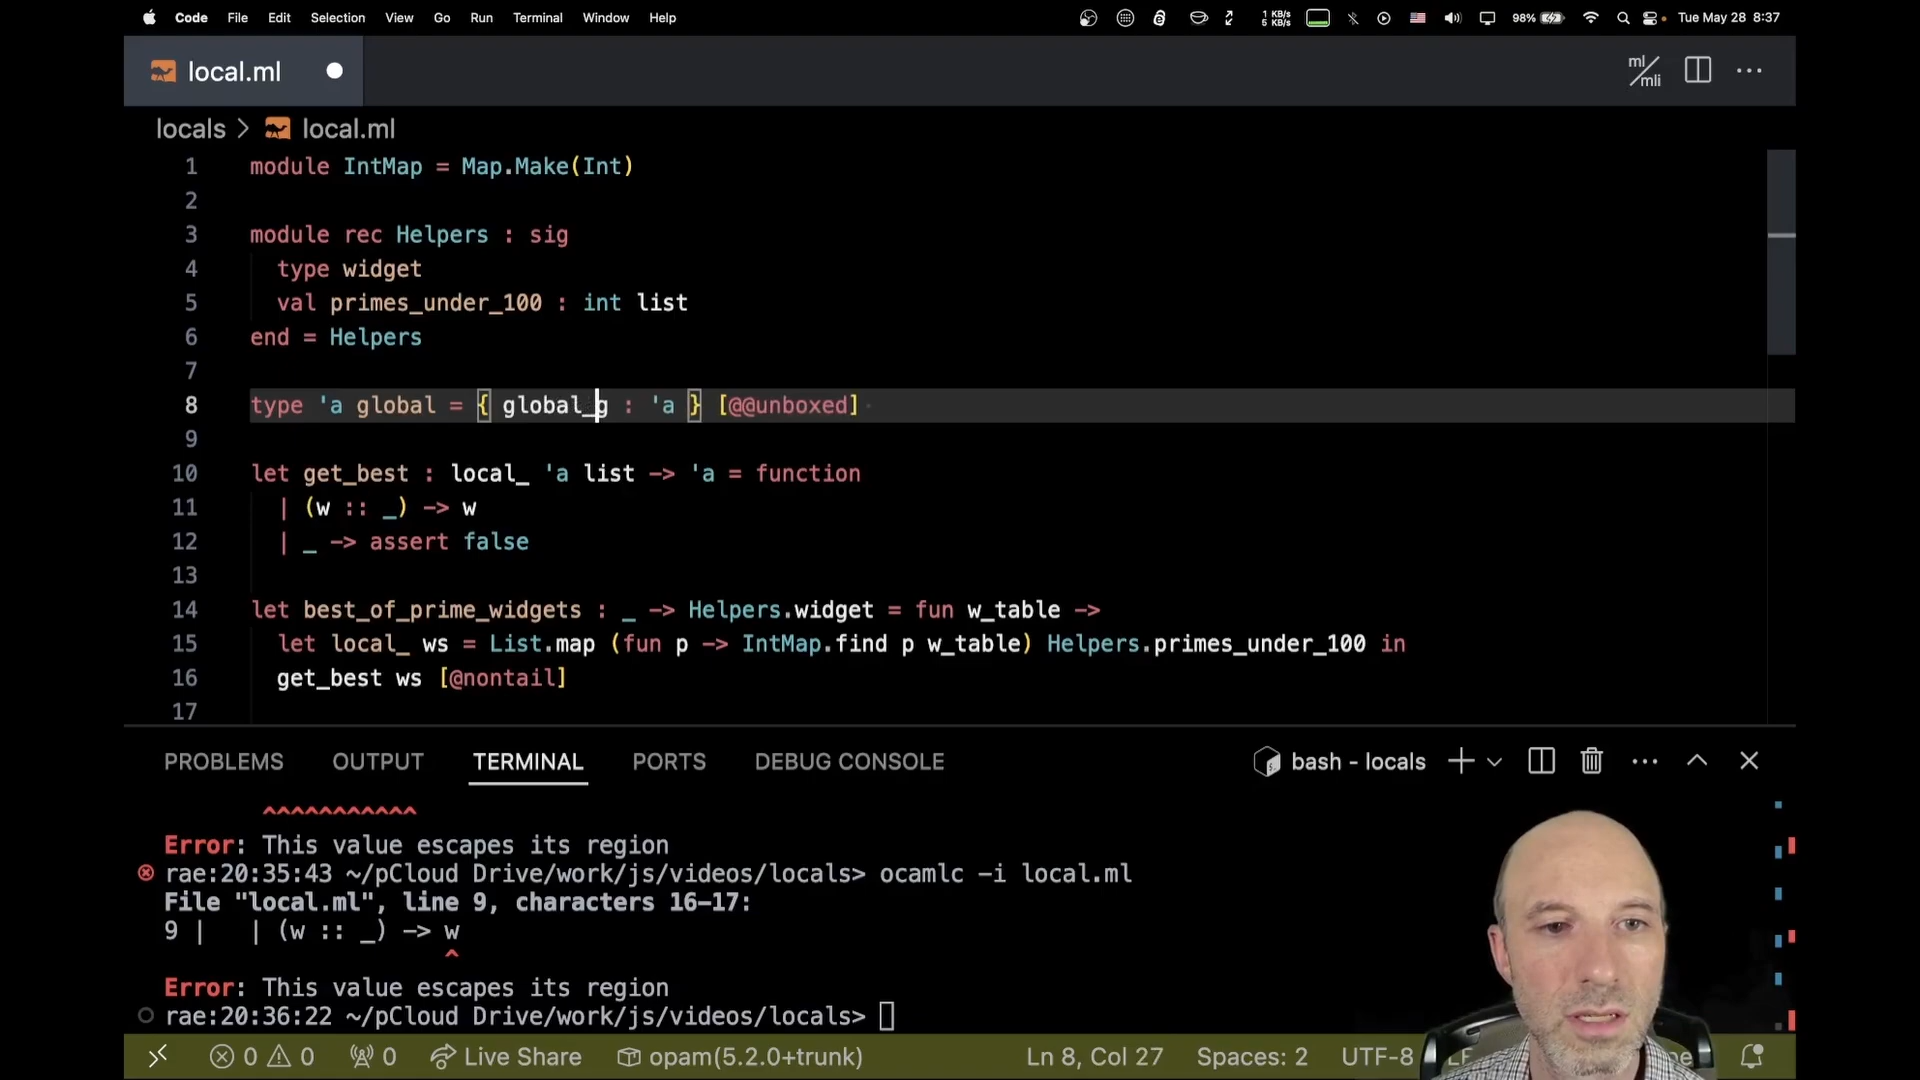 Code File Edit Selection View Go Run Terminal Window Help 1 KB/s 5 KB/s 98% Tue May 28 8:37
local.ml ml/mli
locals > local.ml
1 module IntMap = Map.Make(Int)
2
3 module rec Helpers : sig
4 type widget
5 val primes_under_100 : int list
6 end = Helpers
7
8 type 'a global = { global_g : 'a } [@@unboxed]
9
10 let get_best : local_ 'a list -> 'a = function
11 | (w :: _) -> w
12 | _ -> assert false
13
14 let best_of_prime_widgets : _ -> Helpers.widget = fun w_table ->
15 let local_ ws = List.map (fun p -> IntMap.find p w_table) Helpers.primes_under_100 in
16 get_best ws [@nontail]
17
PROBLEMS OUTPUT TERMINAL PORTS DEBUG CONSOLE bash - locals
^^^^^^^^^^^
Error: This value escapes its region
rae:20:35:43 ~/pCloud Drive/work/js/videos/locals> ocamlc -i local.ml
File "local.ml", line 9, characters 16-17:
9 | | (w :: _) -> w
^
Error: This value escapes its region
rae:20:36:22 ~/pCloud Drive/work/js/videos/locals>
0 0 0 Live Share opam(5.2.0+trunk) Ln 8, Col 27 Spaces: 2 UTF-8